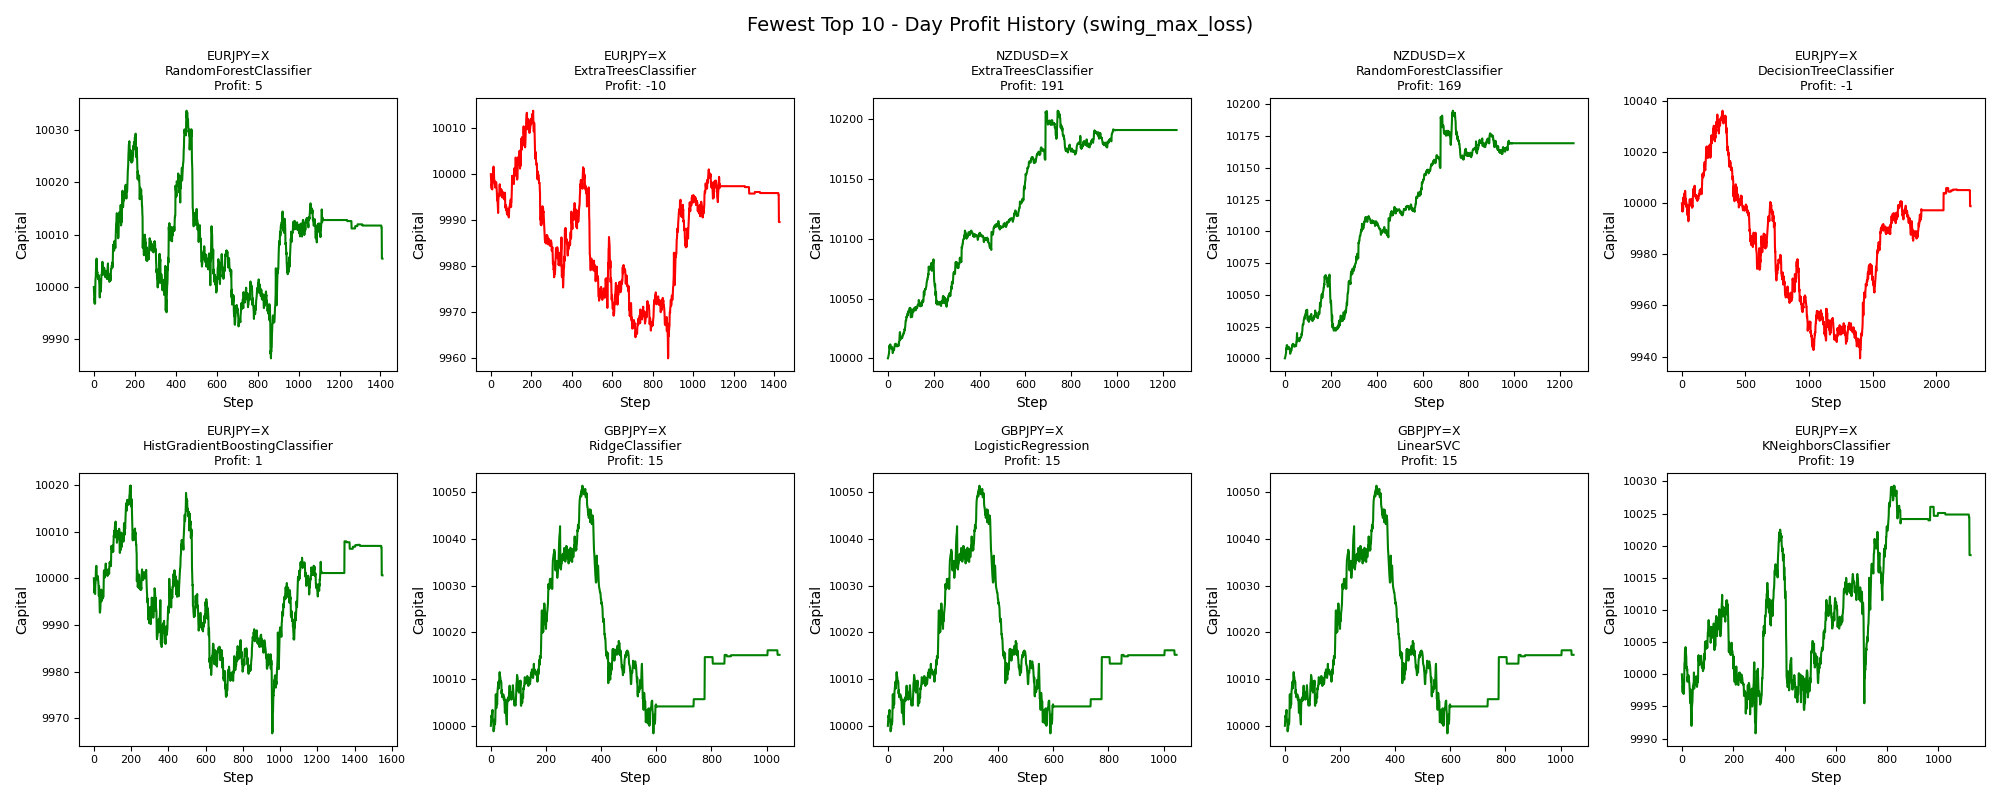 Fewest Top 10 - Day Profit History (swing_max_loss)
EURJPY=X
RandomForestClassifier
Profit: 5
Capital
10030
10020
10010
10000
9990
0 200 400 600 800 1000 1200 1400
Step
EURJPY=X
ExtraTreesClassifier
Profit: -10
Capital
10010
10000
9990
9980
9970
9960
0 200 400 600 800 1000 1200 1400
Step
NZDUSD=X
ExtraTreesClassifier
Profit: 191
Capital
10200
10150
10100
10050
10000
0 200 400 600 800 1000 1200
Step
NZDUSD=X
RandomForestClassifier
Profit: 169
Capital
10200
10175
10150
10125
10100
10075
10050
10025
10000
0 200 400 600 800 1000 1200
Step
EURJPY=X
DecisionTreeClassifier
Profit: -1
Capital
10040
10020
10000
9980
9960
9940
0 500 1000 1500 2000
Step
EURJPY=X
HistGradientBoostingClassifier
Profit: 1
Capital
10020
10010
10000
9990
9980
9970
0 200 400 600 800 1000 1200 1400 1600
Step
GBPJPY=X
RidgeClassifier
Profit: 15
Capital
10050
10040
10030
10020
10010
10000
0 200 400 600 800 1000
Step
GBPJPY=X
LogisticRegression
Profit: 15
Capital
10050
10040
10030
10020
10010
10000
0 200 400 600 800 1000
Step
GBPJPY=X
LinearSVC
Profit: 15
Capital
10050
10040
10030
10020
10010
10000
0 200 400 600 800 1000
Step
EURJPY=X
KNeighborsClassifier
Profit: 19
Capital
10030
10025
10020
10015
10010
10005
10000
9995
9990
0 200 400 600 800 1000
Step